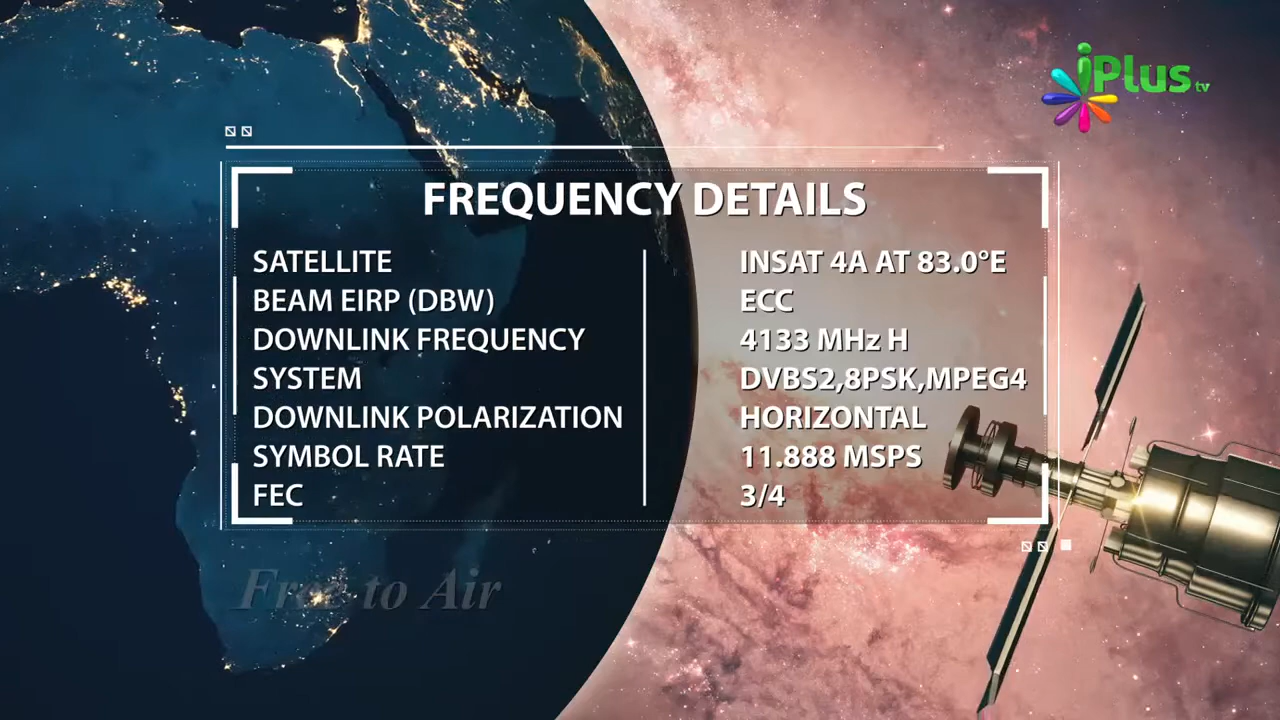 iPlus tv
FREQUENCY DETAILS
SATELLITE INSAT 4A AT 83.0°E
BEAM EIRP (DBW) ECC
DOWNLINK FREQUENCY 4133 MHz H
SYSTEM DVBS2,8PSK,MPEG4
DOWNLINK POLARIZATION HORIZONTAL
SYMBOL RATE 11.888 MSPS
FEC 3/4
Free to Air